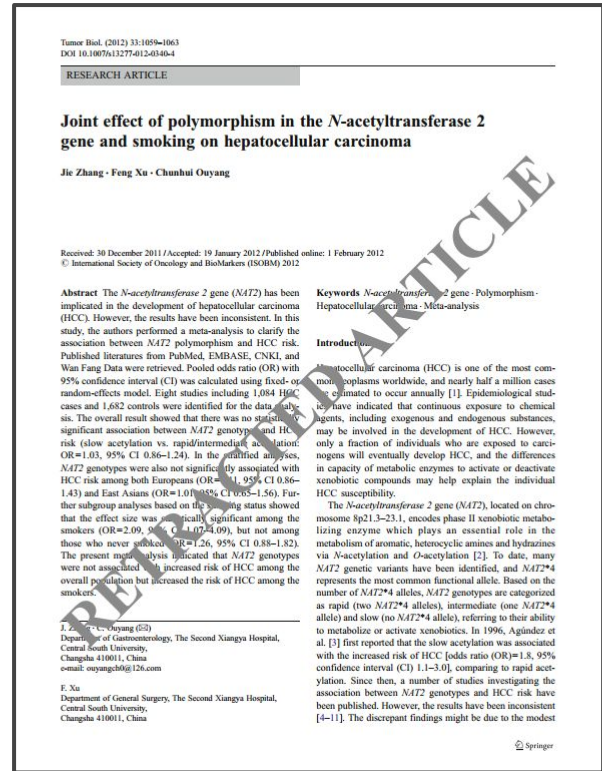 Tumor Biol. (2012) 33:1059–1063
DOI 10.1007/s13277-012-0340-4
RESEARCH ARTICLE
Joint effect of polymorphism in the N-acetyltransferase 2
gene and smoking on hepatocellular carcinoma
Jie Zhang · Feng Xu · Chunhui Ouyang
Received: 30 December 2011 / Accepted: 19 January 2012 / Published online: 1 February 2012
© International Society of Oncology and BioMarkers (ISOBM) 2012
Abstract The N-acetyltransferase 2 gene (NAT2) has been
implicated in the development of hepatocellular carcinoma
(HCC). However, the results have been inconsistent. In this
study, the authors performed a meta-analysis to clarify the
association between NAT2 polymorphism and HCC risk.
Published literatures from PubMed, EMBASE, CNKI, and
Wan Fang Data were retrieved. Pooled odds ratio (OR) with
95% confidence interval (CI) was calculated using fixed- or
random-effects model. Eight studies including 1,084 HCC
cases and 1,682 controls were identified for the data analy-
sis. The overall result showed that there was no statistically
significant association between NAT2 genotype and HCC
risk (slow acetylation vs. rapid/intermediate acetylation:
OR=1.03, 95% CI 0.86–1.24). In the stratified analyses,
NAT2 genotypes were also not significantly associated with
HCC risk among both Europeans (OR= 95% CI 0.86–
1.43) and East Asians (OR=1.01, 95% CI 0.65–1.56). Fur-
ther subgroup analyses based on the smoking status showed
that the effect size was statistically significant among the
smokers (OR=2.09, 95% CI 1.07–4.09), but not among
those who never smoked (OR=1.26, 95% CI 0.88–1.82).
The present meta-analysis indicated that NAT2 genotypes
were not associated with increased risk of HCC among the
overall population but increased the risk of HCC among the
smokers.
J. Zhang · C. Ouyang (✉)
Department of Gastroenterology, The Second Xiangya Hospital,
Central South University,
Changsha 410011, China
e-mail: ouyangch0@126.com
F. Xu
Department of General Surgery, The Second Xiangya Hospital,
Central South University,
Changsha 410011, China
Keywords N-acetyltransferase 2 gene · Polymorphism ·
Hepatocellular carcinoma · Meta-analysis
Introduction
Hepatocellular carcinoma (HCC) is one of the most com-
mon neoplasms worldwide, and nearly half a million cases
are estimated to occur annually [1]. Epidemiological stud-
ies have indicated that continuous exposure to chemical
agents, including exogenous and endogenous substances,
may be involved in the development of HCC. However,
only a fraction of individuals who are exposed to carci-
nogens will eventually develop HCC, and the differences
in capacity of metabolic enzymes to activate or deactivate
xenobiotic compounds may help explain the individual
HCC susceptibility.
The N-acetyltransferase 2 gene (NAT2), located on chro-
mosome 8p21.3–23.1, encodes phase II xenobiotic metabo-
lizing enzyme which plays an essential role in the
metabolism of aromatic, heterocyclic amines and hydrazines
via N-acetylation and O-acetylation [2]. To date, many
NAT2 genetic variants have been identified, and NAT2*4
represents the most common functional allele. Based on the
number of NAT2*4 alleles, NAT2 genotypes are categorized
as rapid (two NAT2*4 alleles), intermediate (one NAT2*4
allele) and slow (no NAT2*4 allele), referring to their ability
to metabolize or activate xenobiotics. In 1996, Agúndez et
al. [3] first reported that the slow acetylation was associated
with the increased risk of HCC [odds ratio (OR)=1.8, 95%
confidence interval (CI) 1.1–3.0], comparing to rapid acet-
ylation. Since then, a number of studies investigating the
association between NAT2 genotypes and HCC risk have
been published. However, the results have been inconsistent
[4–11]. The discrepant findings might be due to the modest
Springer
RETRACTED ARTICLE